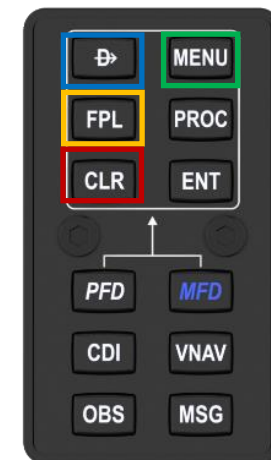 D→ MENU
FPL PROC
CLR ENT
PFD MFD
CDI VNAV
OBS MSG